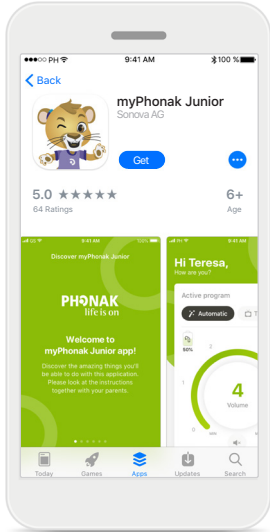 PH 9:41 AM 100 %
Back
myPhonak Junior
Sonova AG
Get
5.0 ★★★★★ 6+
64 Ratings Age
9:41 AM
Discover myPhonak Junior
PHONAK
life is on
Welcome to
myPhonak Junior app!
Discover the amazing things you'll
be able to do with this application.
Please look at the instructions
together with your parents.
9:41 AM
Hi Teresa,
How are you?
Active program
Automatic T
50%
4
Volume
Today Games Apps Updates Search